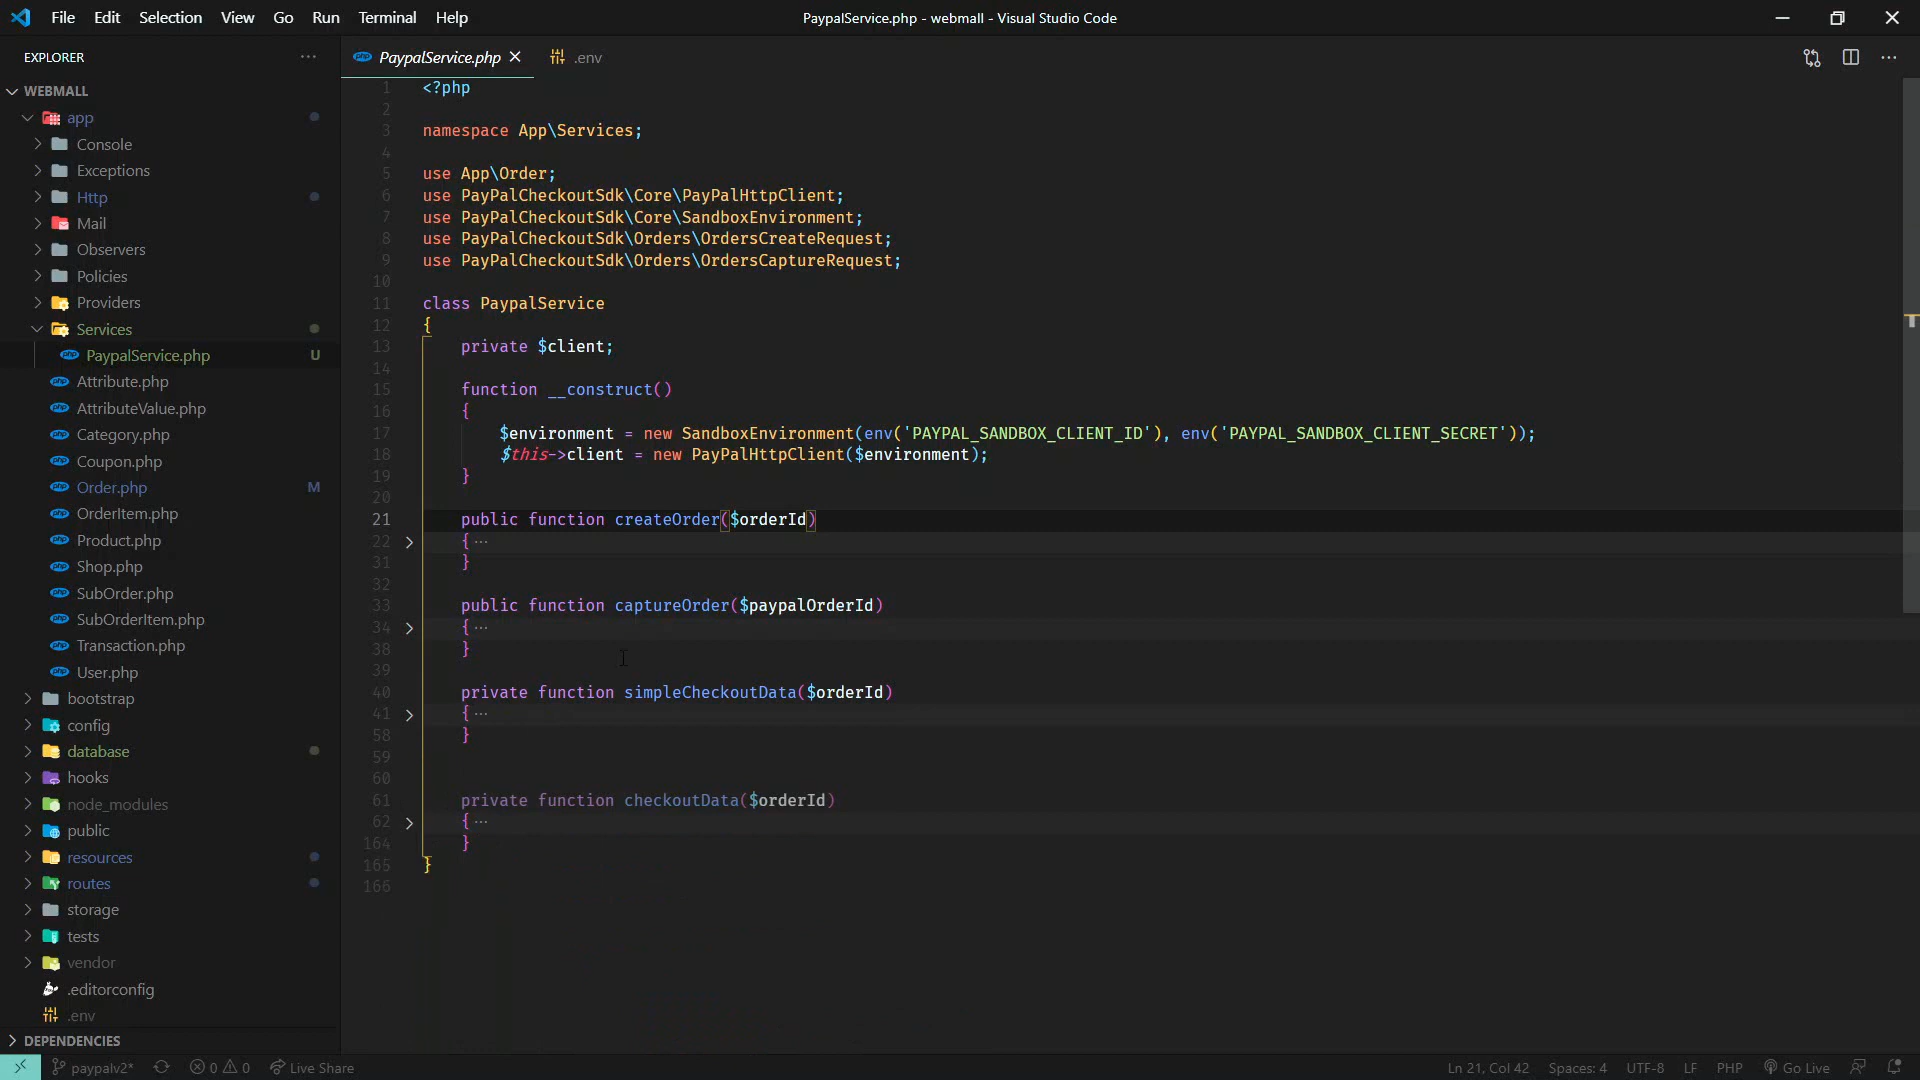 File Edit Selection View Go Run Terminal Help
PaypalService.php - webmall - Visual Studio Code
EXPLORER
PaypalService.php
.env
WEBMALL
app
Console
Exceptions
Http
Mail
Observers
Policies
Providers
Services
PaypalService.php U
Attribute.php
AttributeValue.php
Category.php
Coupon.php
Order.php M
OrderItem.php
Product.php
Shop.php
SubOrder.php
SubOrderItem.php
Transaction.php
User.php
bootstrap
config
database
hooks
node_modules
public
resources
routes
storage
tests
vendor
.editorconfig
.env
DEPENDENCIES
1 <?php
2
3 namespace App\Services;
4
5 use App\Order;
6 use PayPalCheckoutSdk\Core\PayPalHttpClient;
7 use PayPalCheckoutSdk\Core\SandboxEnvironment;
8 use PayPalCheckoutSdk\Orders\OrdersCreateRequest;
9 use PayPalCheckoutSdk\Orders\OrdersCaptureRequest;
10
11 class PaypalService
12 {
13 private $client;
14
15 function __construct()
16 {
17 $environment = new SandboxEnvironment(env('PAYPAL_SANDBOX_CLIENT_ID'), env('PAYPAL_SANDBOX_CLIENT_SECRET'));
18 $this->client = new PayPalHttpClient($environment);
19 }
20
21 public function createOrder($orderId)
22 { ···
31 }
32
33 public function captureOrder($paypalOrderId)
34 { ···
38 }
39
40 private function simpleCheckoutData($orderId)
41 { ···
58 }
59
60
61 private function checkoutData($orderId)
62 { ···
164 }
165 }
166
paypalv2* 0 0 Live Share
Ln 21, Col 42 Spaces: 4 UTF-8 LF PHP Go Live